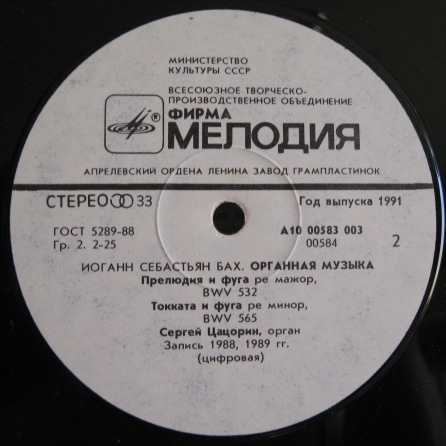 МИНИСТЕРСТВО
КУЛЬТУРЫ СССР
ВСЕСОЮЗНОЕ ТВОРЧЕСКО-
ПРОИЗВОДСТВЕННОЕ ОБЪЕДИНЕНИЕ
ФИРМА
® МЕЛОДИЯ
АПРЕЛЕВСКИЙ ОРДЕНА ЛЕНИНА ЗАВОД ГРАМПЛАСТИНОК
СТЕРЕО 33 Год выпуска 1991
ГОСТ 5289-88 А10 00583 003
Гр. 2. 2-25 00584 2
ИОГАНН СЕБАСТЬЯН БАХ. ОРГАННАЯ МУЗЫКА
Прелюдия и фуга ре мажор,
BWV 532
Токката и фуга ре минор,
BWV 565
Сергей Цацорин, орган
Запись 1988, 1989 гг.
(цифровая)